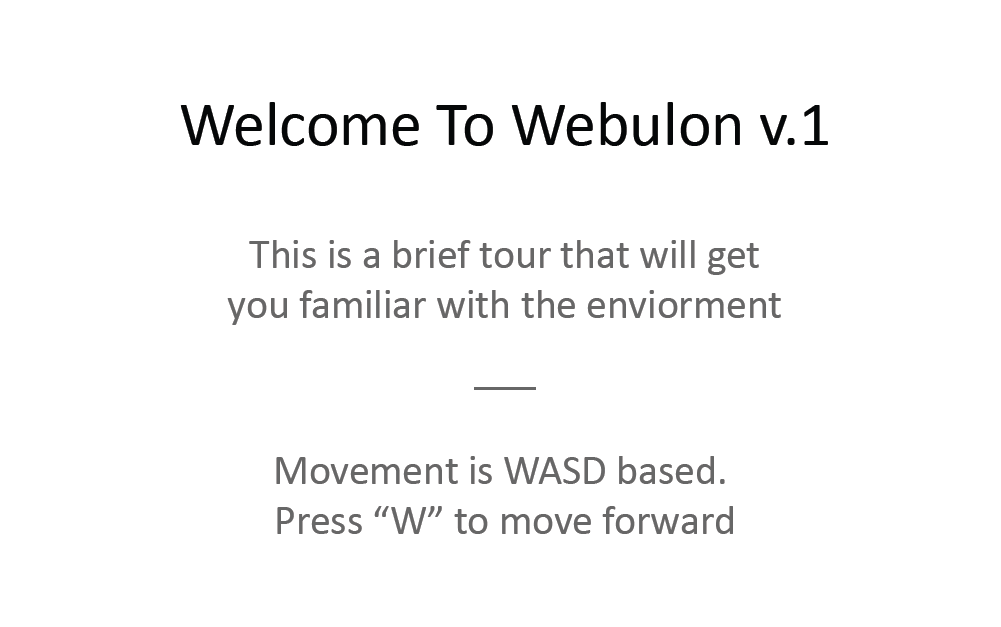 Welcome To Webulon v.1
This is a brief tour that will get
you familiar with the enviorment
Movement is WASD based.
Press “W” to move forward